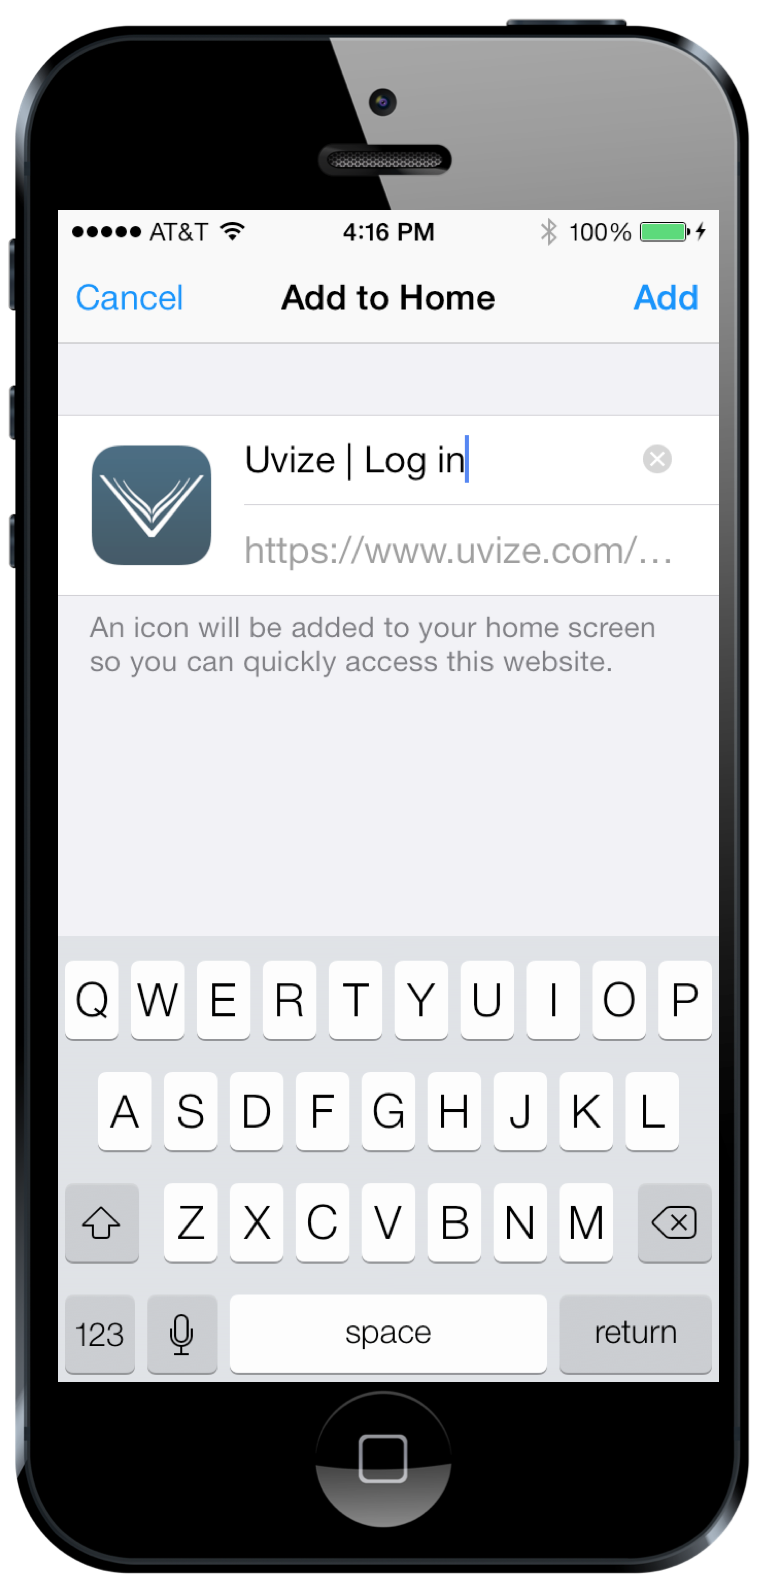 AT&T 4:16 PM 100%
Cancel Add to Home Add
Uvize | Log in
https://www.uvize.com/...
An icon will be added to your home screen
so you can quickly access this website.
Q W E R T Y U I O P
A S D F G H J K L
Z X C V B N M
123 space return